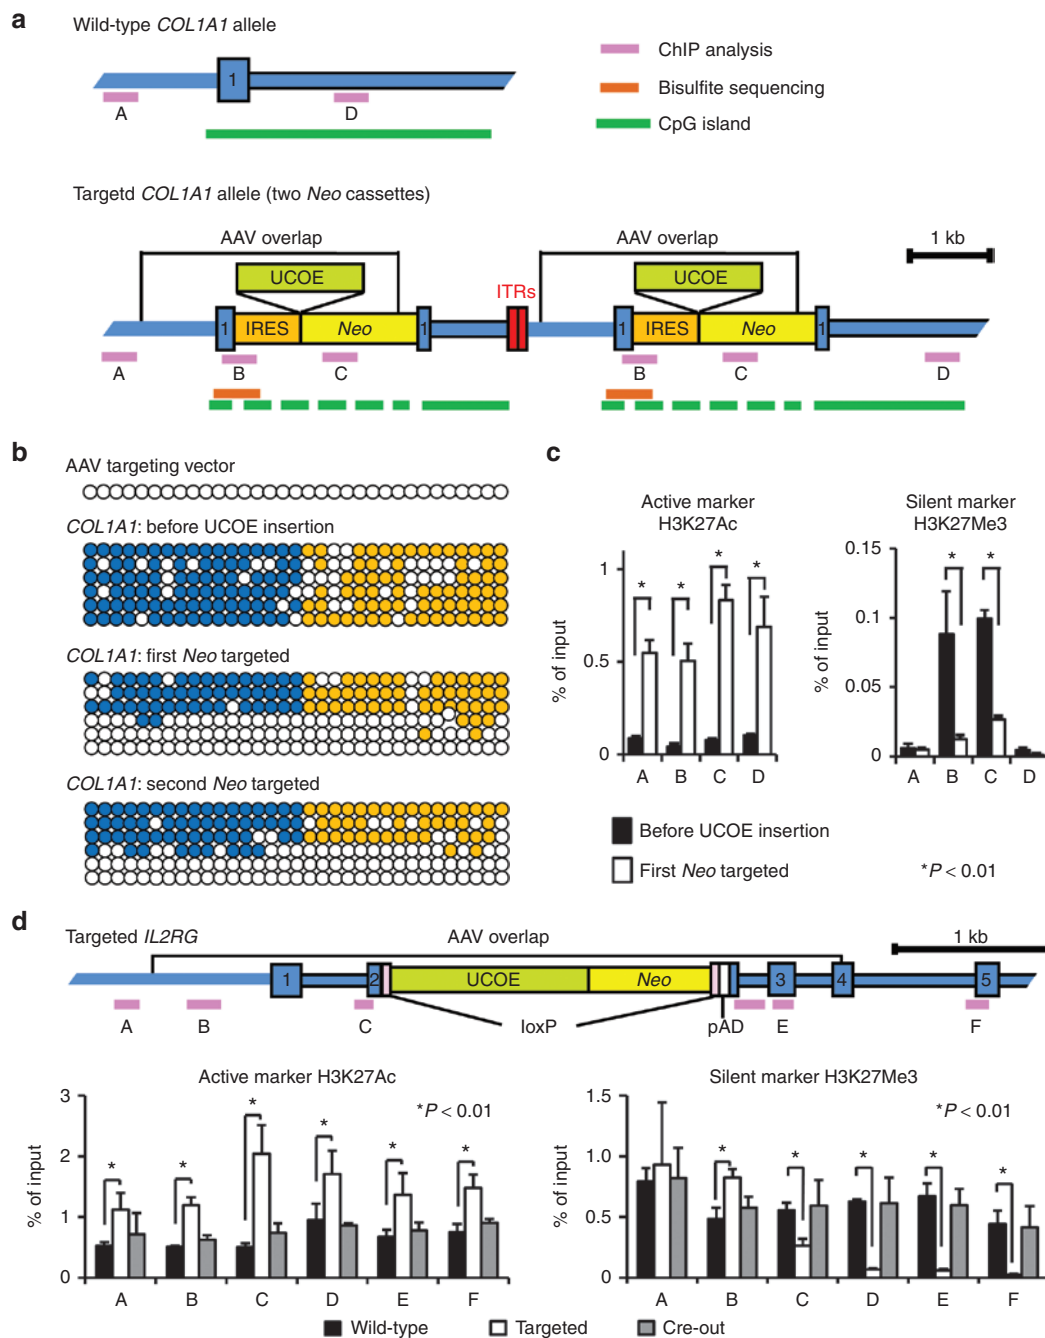 a
Wild-type COL1A1 allele
1
A
D
ChIP analysis
Bisulfite sequencing
CpG island
Targetd COL1A1 allele (two Neo cassettes)
AAV overlap
AAV overlap
1 kb
UCOE
UCOE
ITRs
1 IRES Neo 1
1 IRES Neo 1
A B C B C D
b
AAV targeting vector
COL1A1: before UCOE insertion
COL1A1: first Neo targeted
COL1A1: second Neo targeted
c
Active marker
H3K27Ac
% of input
1
0.5
0
* * * *
A B C D
Silent marker
H3K27Me3
% of input
0.15
0.1
0.05
0
* *
A B C D
Before UCOE insertion
First Neo targeted
*P < 0.01
d
Targeted IL2RG
AAV overlap
1 kb
1 2 UCOE Neo 3 4 5
A B C loxP pAD E F
Active marker H3K27Ac
*P < 0.01
% of input
3
2
1
0
* * * * * *
A B C D E F
Silent marker H3K27Me3
*P < 0.01
% of input
1.5
1.0
0.5
0
* * * * *
A B C D E F
Wild-type Targeted Cre-out